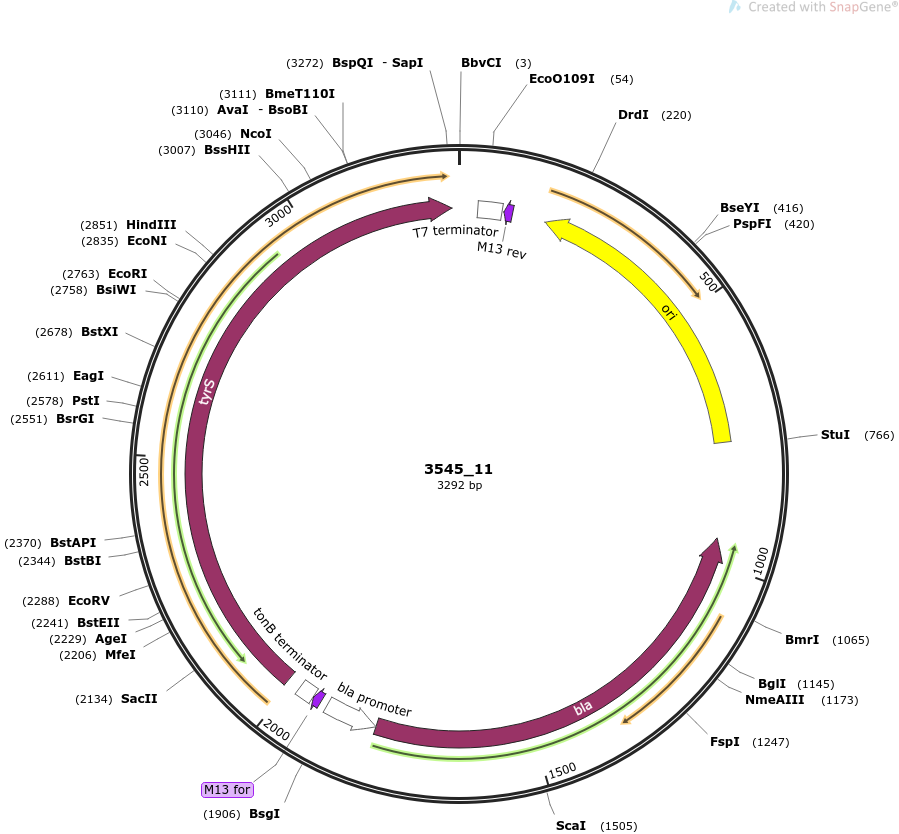 Created with SnapGene®
(3272) BspQI - SapI
BbvCI (3)
EcoO109I (54)
(3111) BmeT110I
(3110) AvaI - BsoBI
DrdI (220)
(3046) NcoI
(3007) BssHII
3000
BseYI (416)
PspFI (420)
(2851) HindIII
(2835) EcoNI
T7 terminator
M13 rev
(2763) EcoRI
(2758) BsiWI
500
ori
(2678) BstXI
(2611) EagI
(2578) PstI
(2551) BsrGI
tyrS
StuI (766)
2500
3545_11
3292 bp
(2370) BstAPI
(2344) BstBI
1000
(2288) EcoRV
(2241) BstEII
(2229) AgeI
(2206) MfeI
BmrI (1065)
tonB terminator
bla promoter
bla
BglI (1145)
NmeAIII (1173)
(2134) SacII
2000
FspI (1247)
1500
M13 for
(1906) BsgI
ScaI (1505)